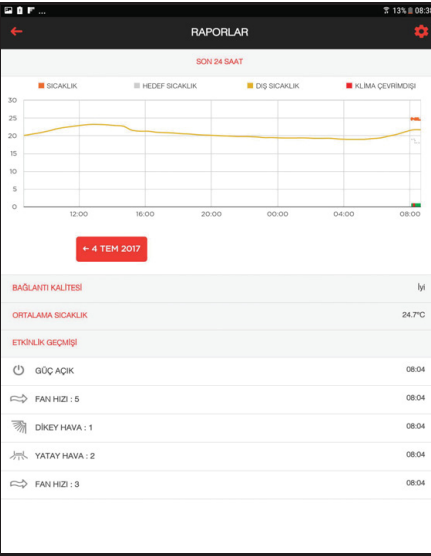 13% 08:38
RAPORLAR
SON 24 SAAT
SICAKLIK HEDEF SICAKLIK DIŞ SICAKLIK KLİMA ÇEVRİMDIŞI
30
25
20
15
10
5
0
12:00 16:00 20:00 00:00 04:00 08:00
← 4 TEM 2017
BAĞLANTI KALİTESİ İyi
ORTALAMA SICAKLIK 24.7°C
ETKİNLİK GEÇMİŞİ
GÜÇ AÇIK 08:04
FAN HIZI : 5 08:04
DİKEY HAVA : 1 08:04
YATAY HAVA : 2 08:04
FAN HIZI : 3 08:04